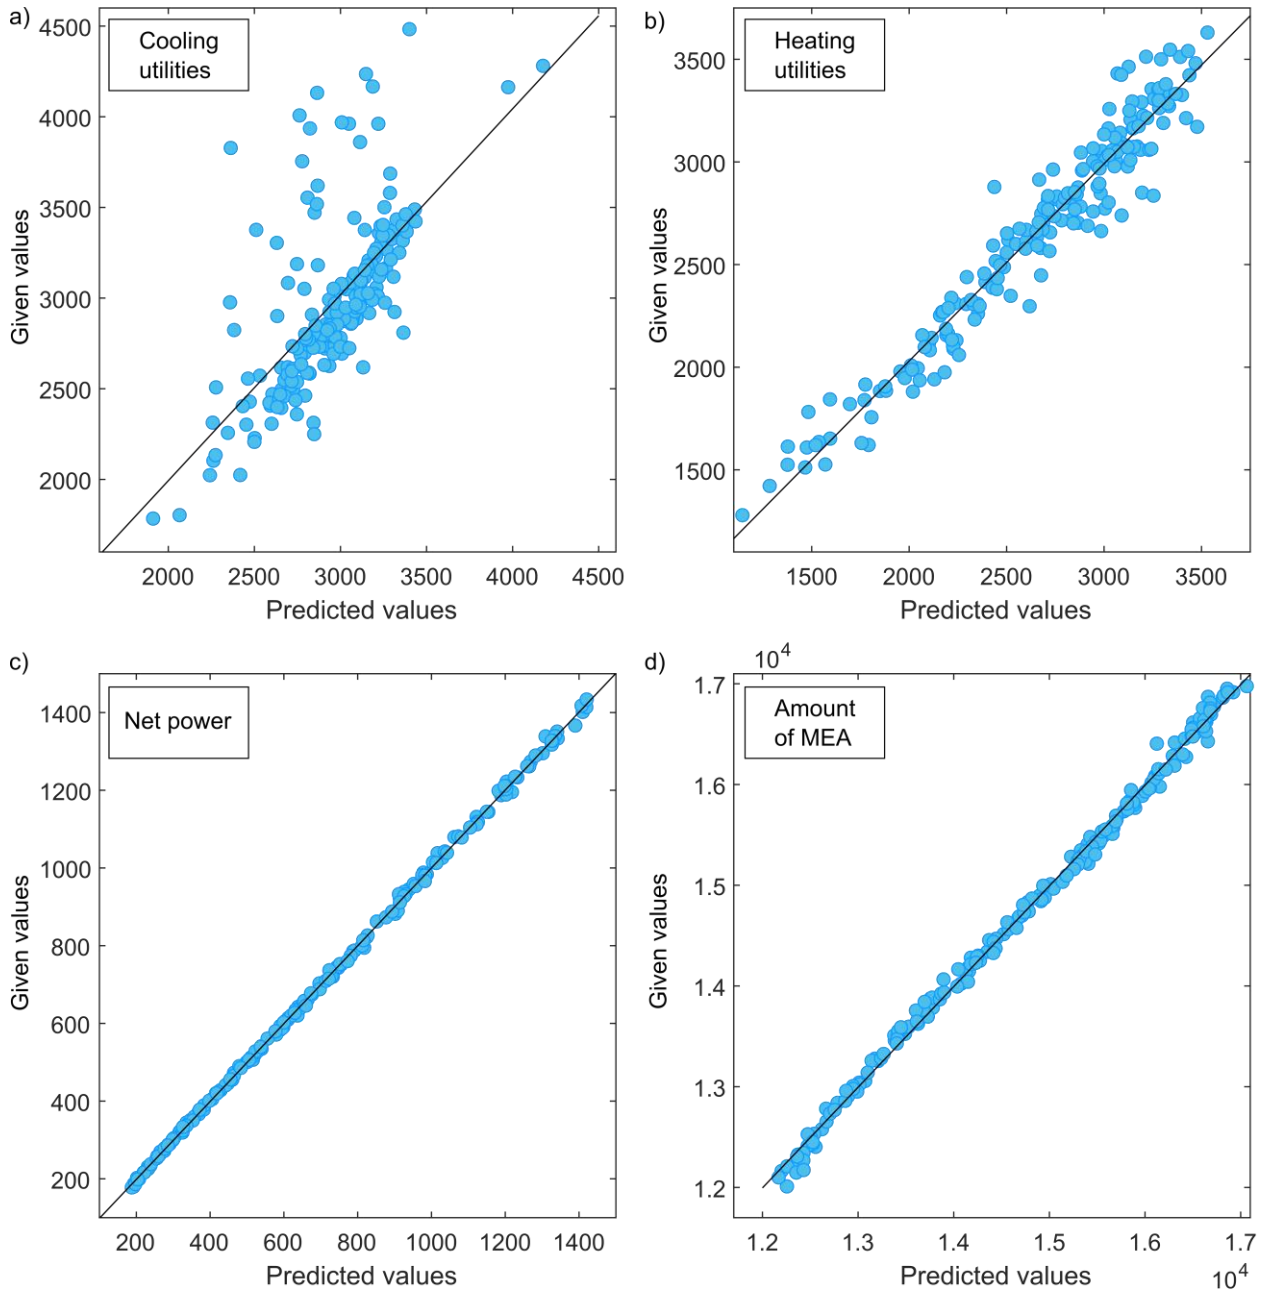 a)
Cooling
utilities
4500
4000
3500
3000
2500
2000
Given values
2000 2500 3000 3500 4000 4500
Predicted values
b)
Heating
utilities
3500
3000
2500
2000
1500
Given values
1500 2000 2500 3000 3500
Predicted values
c)
Net power
1400
1200
1000
800
600
400
200
Given values
200 400 600 800 1000 1200 1400
Predicted values
d)
10⁴
Amount
of MEA
1.7
1.6
1.5
1.4
1.3
1.2
Given values
1.2 1.3 1.4 1.5 1.6 1.7
Predicted values
10⁴